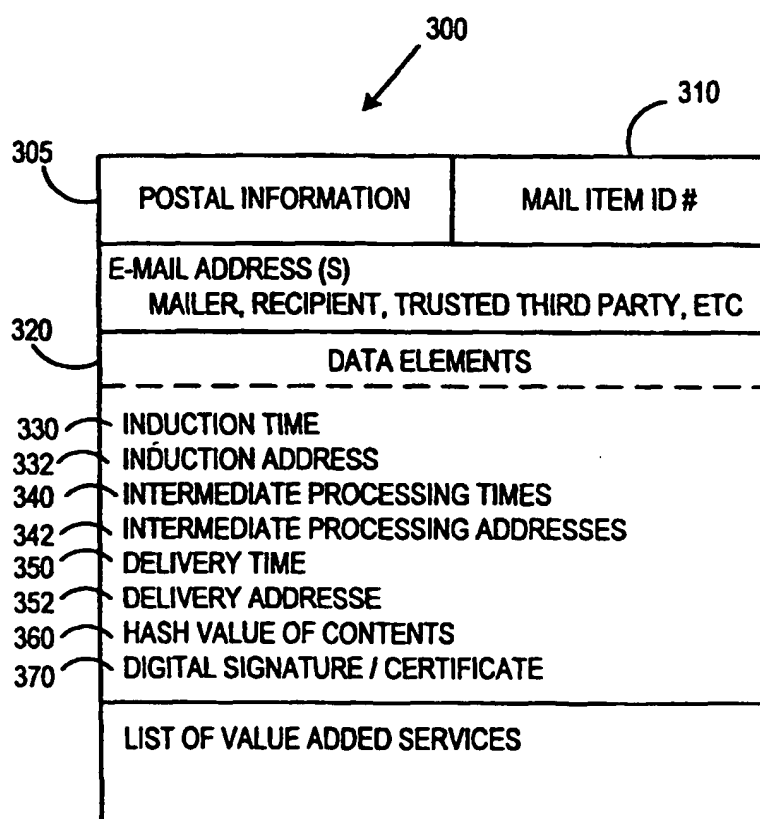 300
310
305
POSTAL INFORMATION
MAIL ITEM ID #
E-MAIL ADDRESS (S)
MAILER, RECIPIENT, TRUSTED THIRD PARTY, ETC
320
DATA ELEMENTS
330 INDUCTION TIME
332 INDUCTION ADDRESS
340 INTERMEDIATE PROCESSING TIMES
342 INTERMEDIATE PROCESSING ADDRESSES
350 DELIVERY TIME
352 DELIVERY ADDRESSE
360 HASH VALUE OF CONTENTS
370 DIGITAL SIGNATURE / CERTIFICATE
LIST OF VALUE ADDED SERVICES